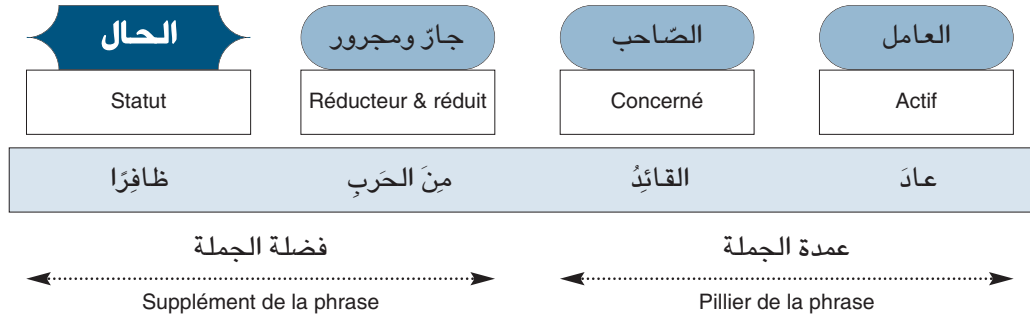 العامل الصّاحب جارّ ومجرور الحال
Actif Concerné Réducteur & réduit Statut
عادَ القائِدُ مِنَ الحَربِ ظافِرًا
عمدة الجملة فضلة الجملة
Pillier de la phrase Supplément de la phrase